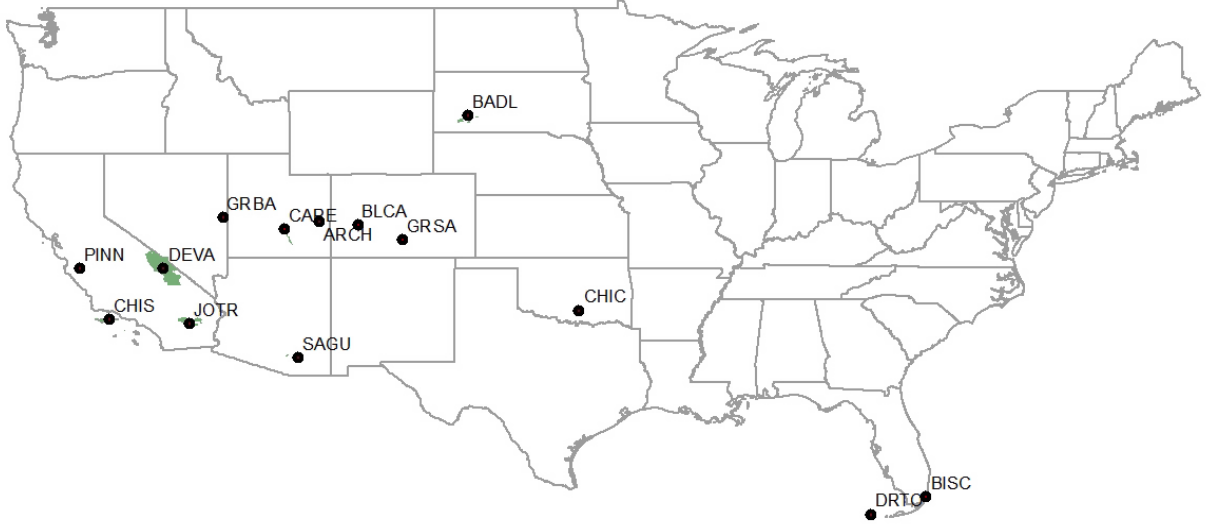 BADL
GRBA
CARE
ARCH
BLCA
GRSA
PINN
DEVA
CHIS
JOTR
CHIC
SAGU
BISC
DRTO